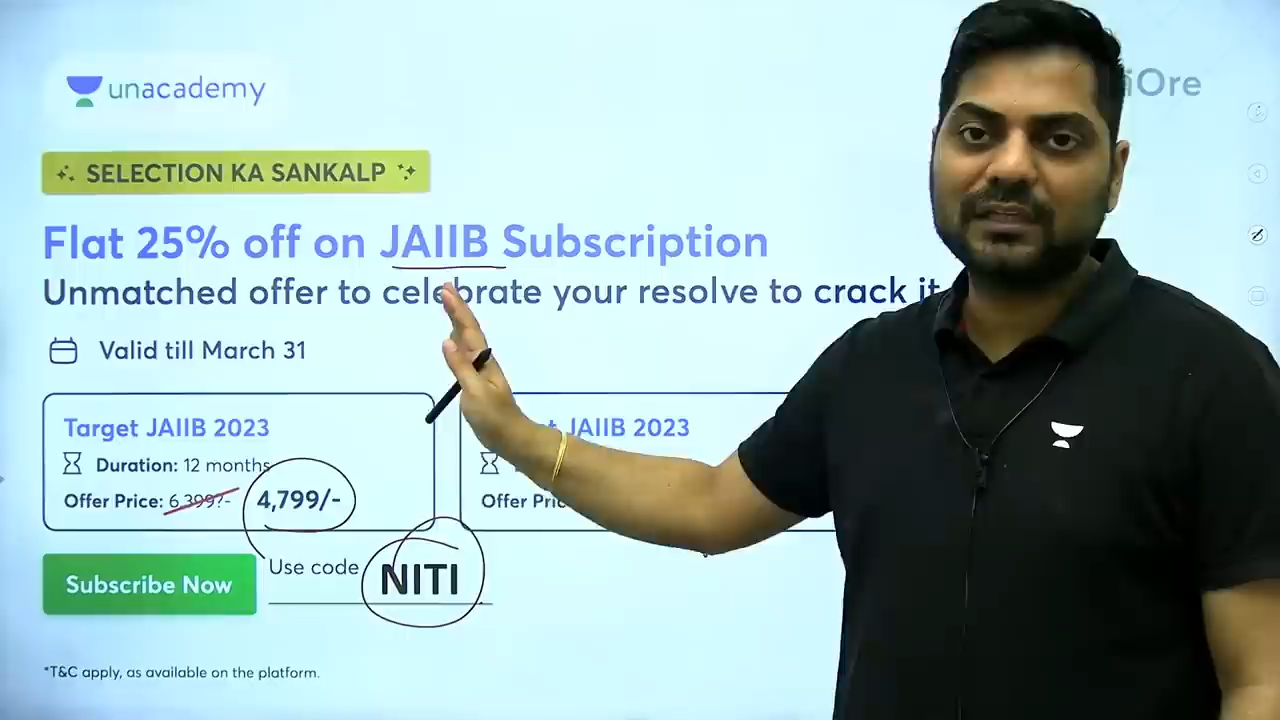 unacademy
iOre
SELECTION KA SANKALP
Flat 25% off on JAIIB Subscription
Unmatched offer to celebrate your resolve to crack it
Valid till March 31
Target JAIIB 2023
Duration: 12 months
Offer Price: 6,399?- 4,799/-
JAIIB 2023
Offer
Subscribe Now
Use code NITI
*T&C apply, as available on the platform.